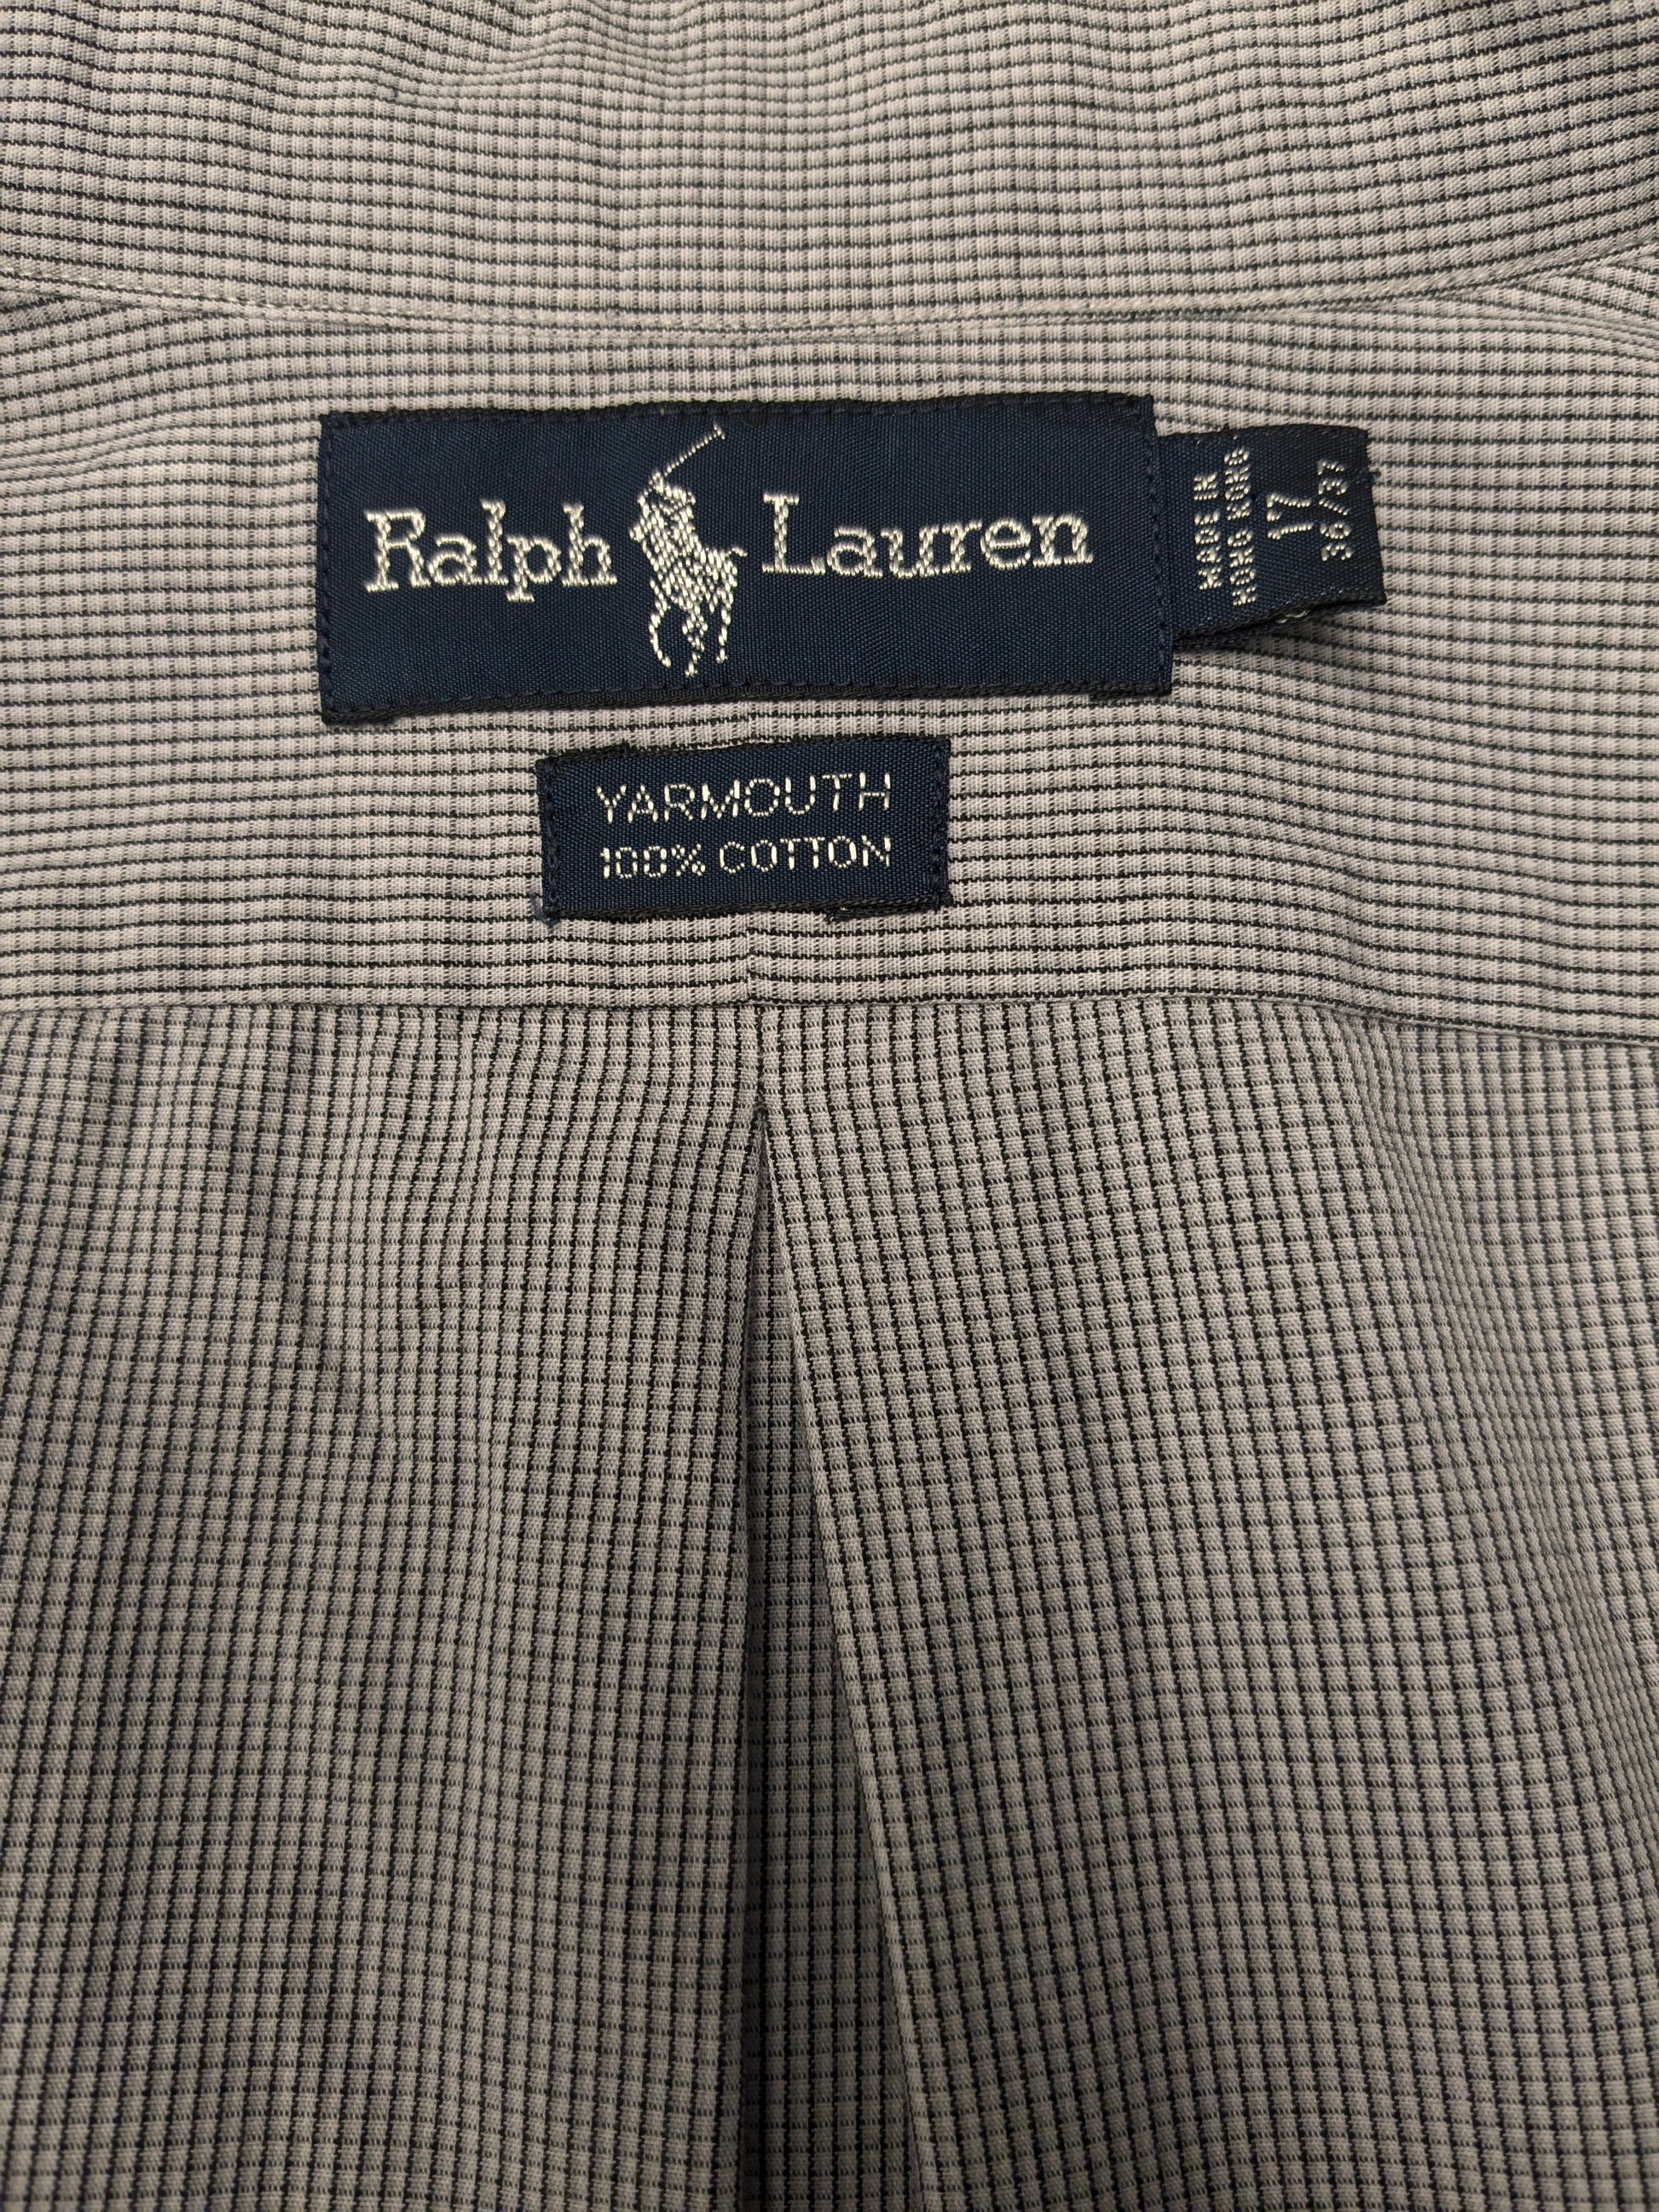 Ralph Lauren
MADE IN
HONG KONG
17
36/37
YARMOUTH
100% COTTON